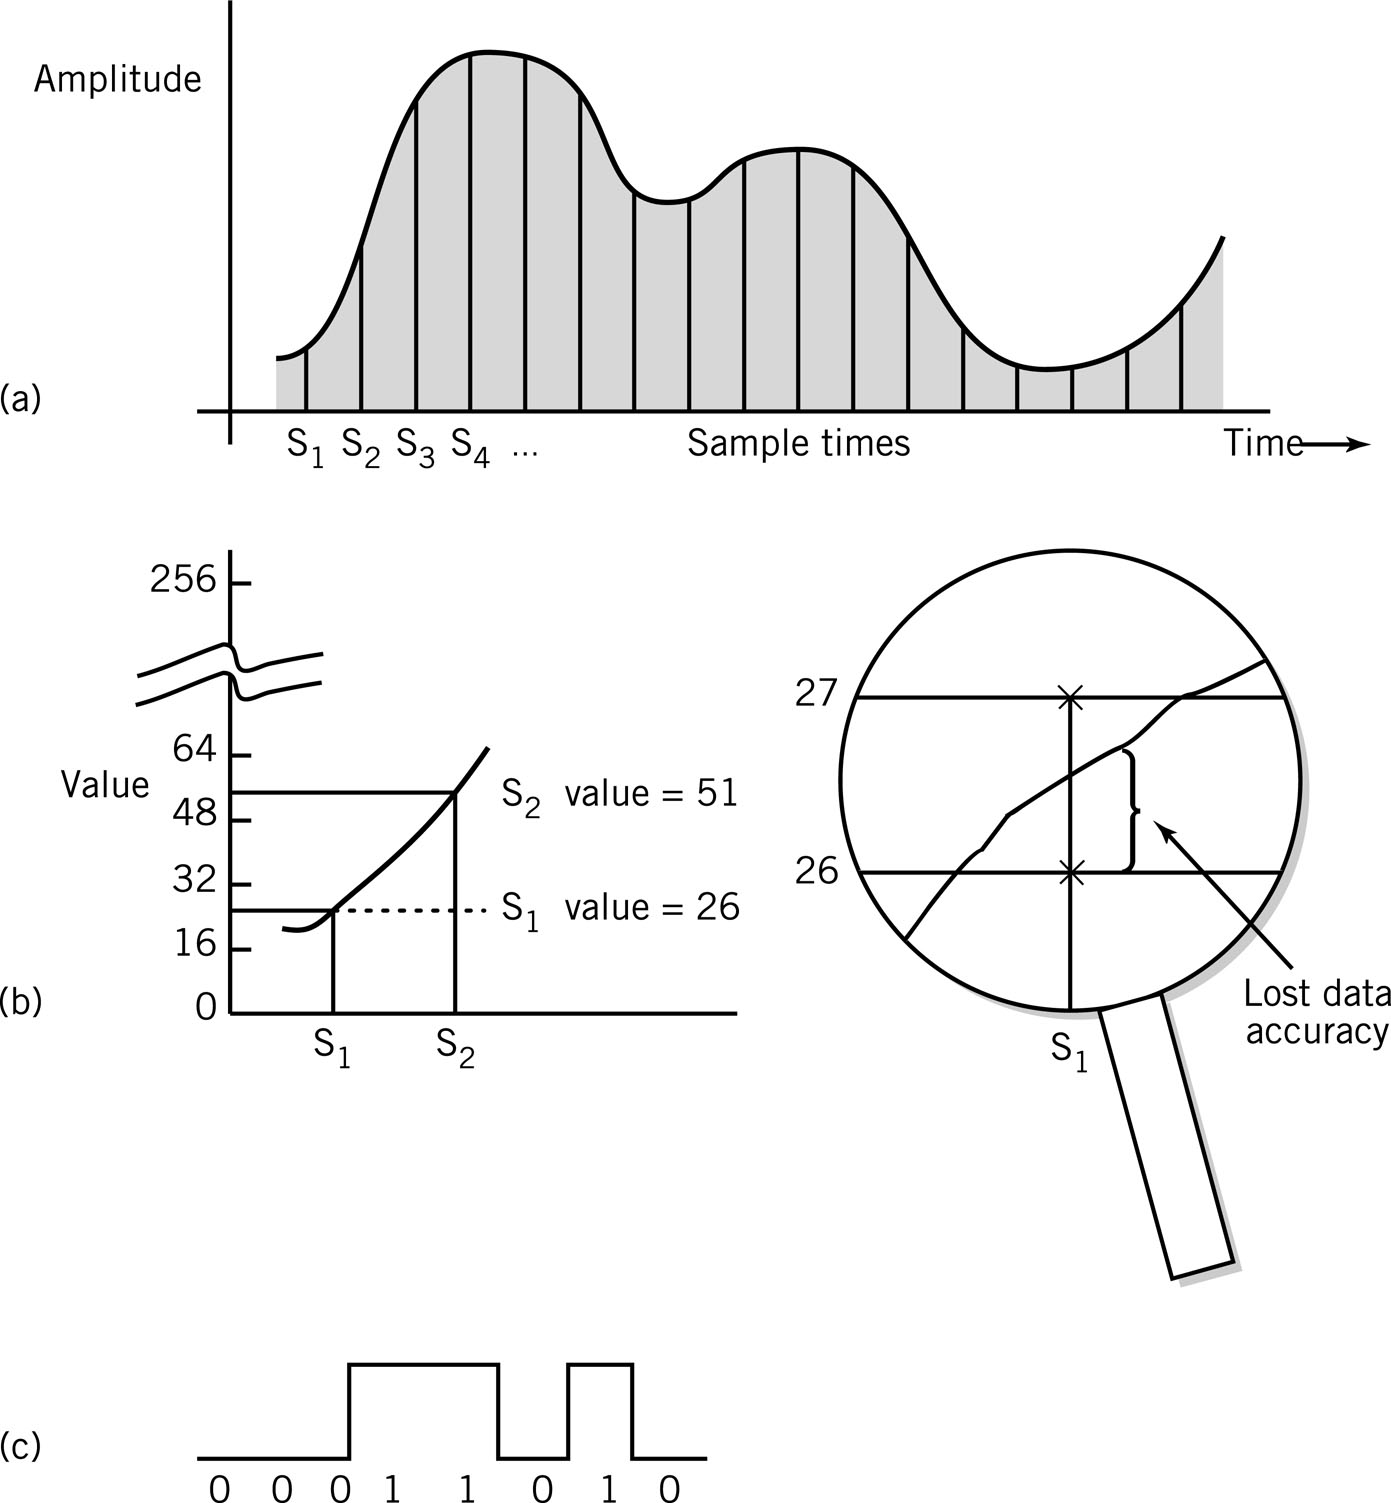 Amplitude
(a)
S1 S2 S3 S4 ... Sample times Time
256
64
Value
48
32
16
0
S2 value = 51
S1 value = 26
(b)
S1 S2
27
26
Lost data
accuracy
S1
(c)
0 0 0 1 1 0 1 0